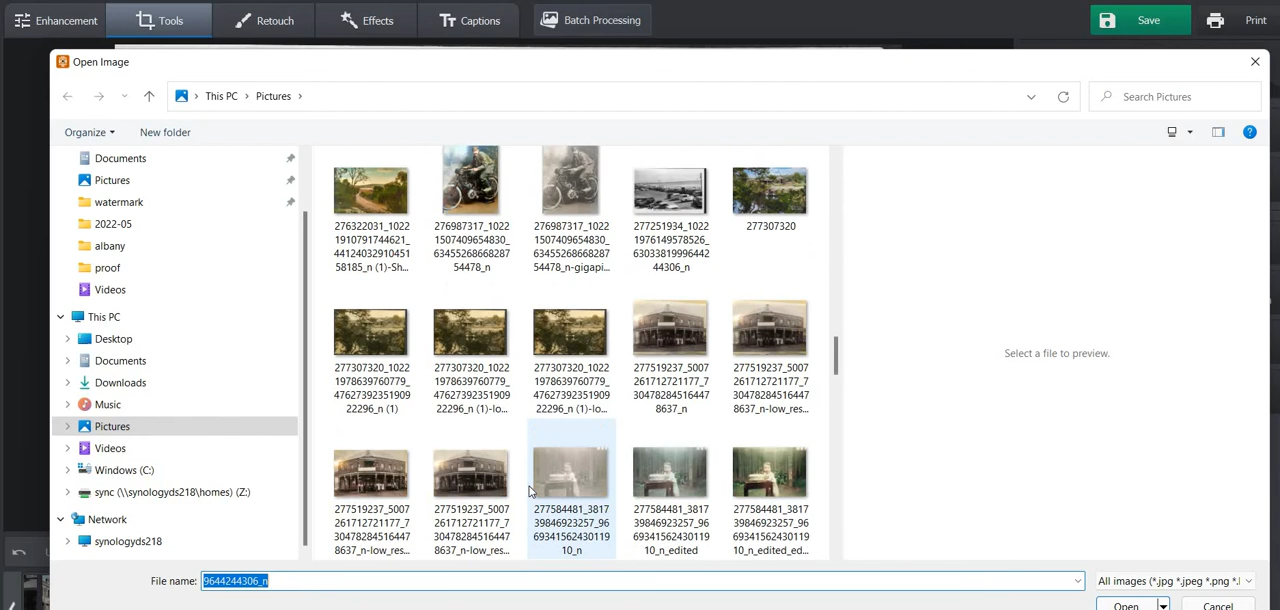 Enhancement Tools Retouch Effects Captions Batch Processing Save Print
Open Image
This PC Pictures Search Pictures
Organize New folder
Documents
Pictures
watermark
2022-05
albany
proof
Videos
This PC
Desktop
Documents
Downloads
Music
Pictures
Videos
Windows (C:)
sync (\\synologyds218\homes) (Z:)
Network
synologyds218
276322031_1022
1910791744621_
44124032910451
58185_n (1)-Sh...
276987317_1022
1507409654830_
63455268668287
54478_n
276987317_1022
1507409654830_
63455268668287
54478_n-gigapi...
277251934_1022
1976149578526_
63033819996442
44306_n
277307320
277307320_1022
1978639760779_
47627392351909
22296_n (1)
277307320_1022
1978639760779_
47627392351909
22296_n (1)-lo...
277307320_1022
1978639760779_
47627392351909
22296_n (1)-lo...
277519237_5007
261712721177_7
30478284516447
8637_n
277519237_5007
261712721177_7
30478284516447
8637_n-low_res...
277519237_5007
261712721177_7
30478284516447
8637_n-low_res...
277519237_5007
261712721177_7
30478284516447
8637_n-low_res...
277584481_3817
39846923257_96
69341562430119
10_n
277584481_3817
39846923257_96
69341562430119
10_n_edited
277584481_3817
39846923257_96
69341562430119
10_n_edited_ed...
Select a file to preview.
File name: 9644244306_n All images (*.jpg *.jpeg *.png *.l
Open Cancel